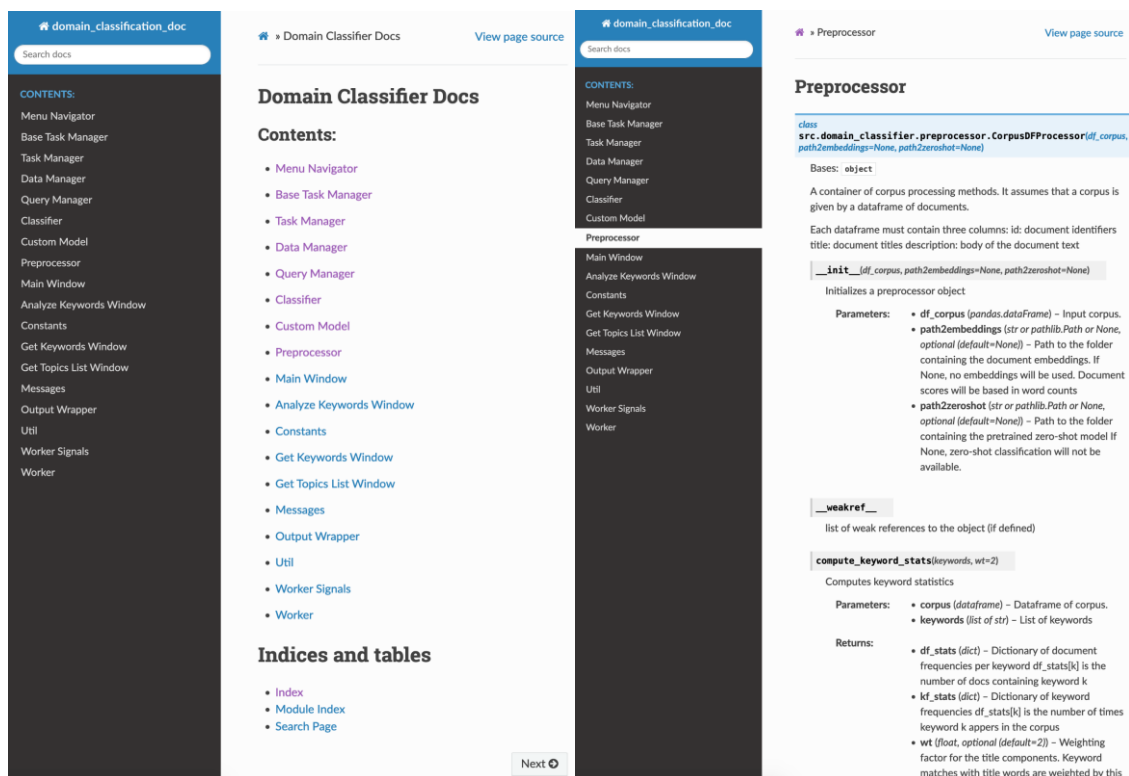 domain_classification_doc
Search docs
CONTENTS:
Menu Navigator
Base Task Manager
Task Manager
Data Manager
Query Manager
Classifier
Custom Model
Preprocessor
Main Window
Analyze Keywords Window
Constants
Get Keywords Window
Get Topics List Window
Messages
Output Wrapper
Util
Worker Signals
Worker
» Domain Classifier Docs
View page source
Domain Classifier Docs
Contents:
• Menu Navigator
• Base Task Manager
• Task Manager
• Data Manager
• Query Manager
• Classifier
• Custom Model
• Preprocessor
• Main Window
• Analyze Keywords Window
• Constants
• Get Keywords Window
• Get Topics List Window
• Messages
• Output Wrapper
• Util
• Worker Signals
• Worker
Indices and tables
• Index
• Module Index
• Search Page
Next
domain_classification_doc
Search docs
CONTENTS:
Menu Navigator
Base Task Manager
Task Manager
Data Manager
Query Manager
Classifier
Custom Model
Preprocessor
Main Window
Analyze Keywords Window
Constants
Get Keywords Window
Get Topics List Window
Messages
Output Wrapper
Util
Worker Signals
Worker
» Preprocessor
View page source
Preprocessor
class
src.domain_classifier.preprocessor.CorpusDFProcessor(df_corpus,
path2embeddings=None, path2zeroshot=None)
Bases: object
A container of corpus processing methods. It assumes that a corpus is
given by a dataframe of documents.
Each dataframe must contain three columns: id: document identifiers
title: document titles description: body of the document text
__init__(df_corpus, path2embeddings=None, path2zeroshot=None)
Initializes a preprocessor object
Parameters:
• df_corpus (pandas.dataFrame) – Input corpus.
• path2embeddings (str or pathlib.Path or None,
optional (default=None)) – Path to the folder
containing the document embeddings. If
None, no embeddings will be used. Document
scores will be based in word counts
• path2zeroshot (str or pathlib.Path or None,
optional (default=None)) – Path to the folder
containing the pretrained zero-shot model If
None, zero-shot classification will not be
available.
__weakref__
list of weak references to the object (if defined)
compute_keyword_stats(keywords, wt=2)
Computes keyword statistics
Parameters:
• corpus (dataframe) – Dataframe of corpus.
• keywords (list of str) – List of keywords
Returns:
• df_stats (dict) – Dictionary of document
frequencies per keyword df_stats[k] is the
number of docs containing keyword k
• kf_stats (dict) – Dictionary of keyword
frequencies df_stats[k] is the number of times
keyword k appers in the corpus
• wt (float, optional (default=2)) – Weighting
factor for the title components. Keyword
matches with title words are weighted by this